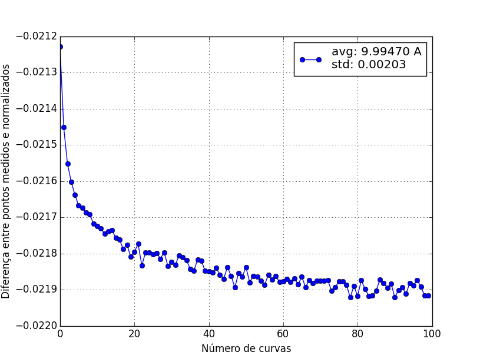 −0.0212
−0.0213
−0.0214
−0.0215
−0.0216
−0.0217
−0.0218
−0.0219
−0.0220
Diferença entre pontos medidos e normalizados
avg: 9.99470 A
std: 0.00203
0 20 40 60 80 100
Número de curvas